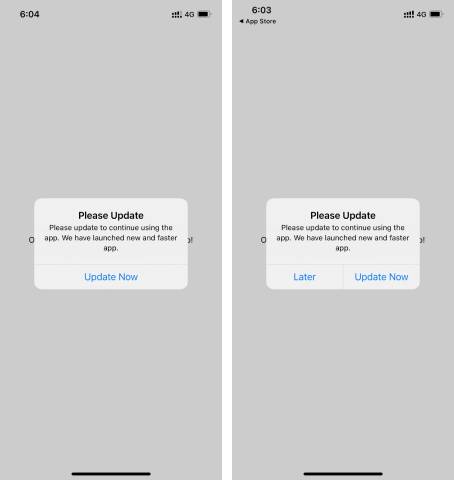 6:04
4G
Please Update
Please update to continue using the
app. We have launched new and faster
app.
Update Now
6:03
4G
◀ App Store
Please Update
Please update to continue using the
app. We have launched new and faster
app.
Later
Update Now